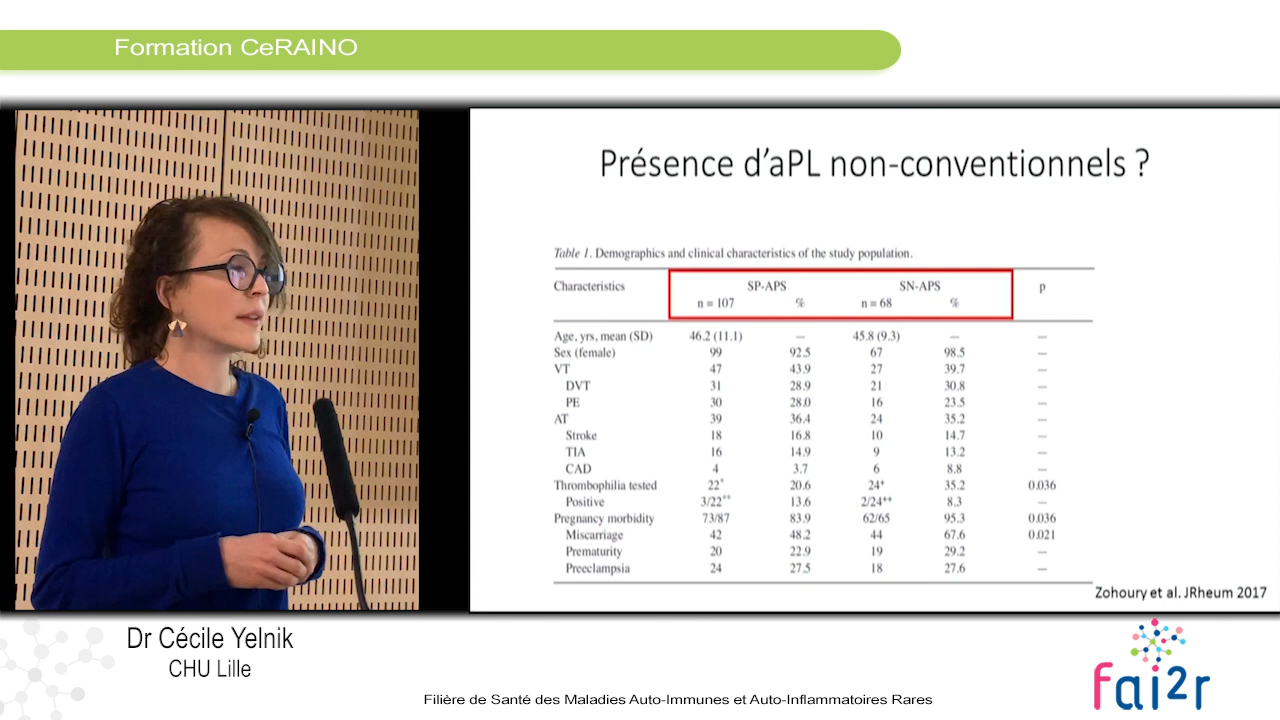 Formation CeRAINO
Présence d'aPL non-conventionnels ?
Table 1. Demographics and clinical characteristics of the study population.
Characteristics SP-APS SN-APS p
n = 107 % n = 68 %
Age, yrs, mean (SD) 46.2 (11.1) — 45.8 (9.3) — —
Sex (female) 99 92.5 67 98.5 —
VT 47 43.9 27 39.7 —
DVT 31 28.9 21 30.8 —
PE 30 28.0 16 23.5 —
AT 39 36.4 24 35.2 —
Stroke 18 16.8 10 14.7 —
TIA 16 14.9 9 13.2 —
CAD 4 3.7 6 8.8 —
Thrombophilia tested 22* 20.6 24* 35.2 0.036
Positive 3/22** 13.6 2/24** 8.3 —
Pregnancy morbidity 73/87 83.9 62/65 95.3 0.036
Miscarriage 42 48.2 44 67.6 0.021
Prematurity 20 22.9 19 29.2 —
Preeclampsia 24 27.5 18 27.6 —
Zohoury et al. JRheum 2017
Dr Cécile Yelnik
CHU Lille
Filière de Santé des Maladies Auto-Immunes et Auto-Inflammatoires Rares
fai2r